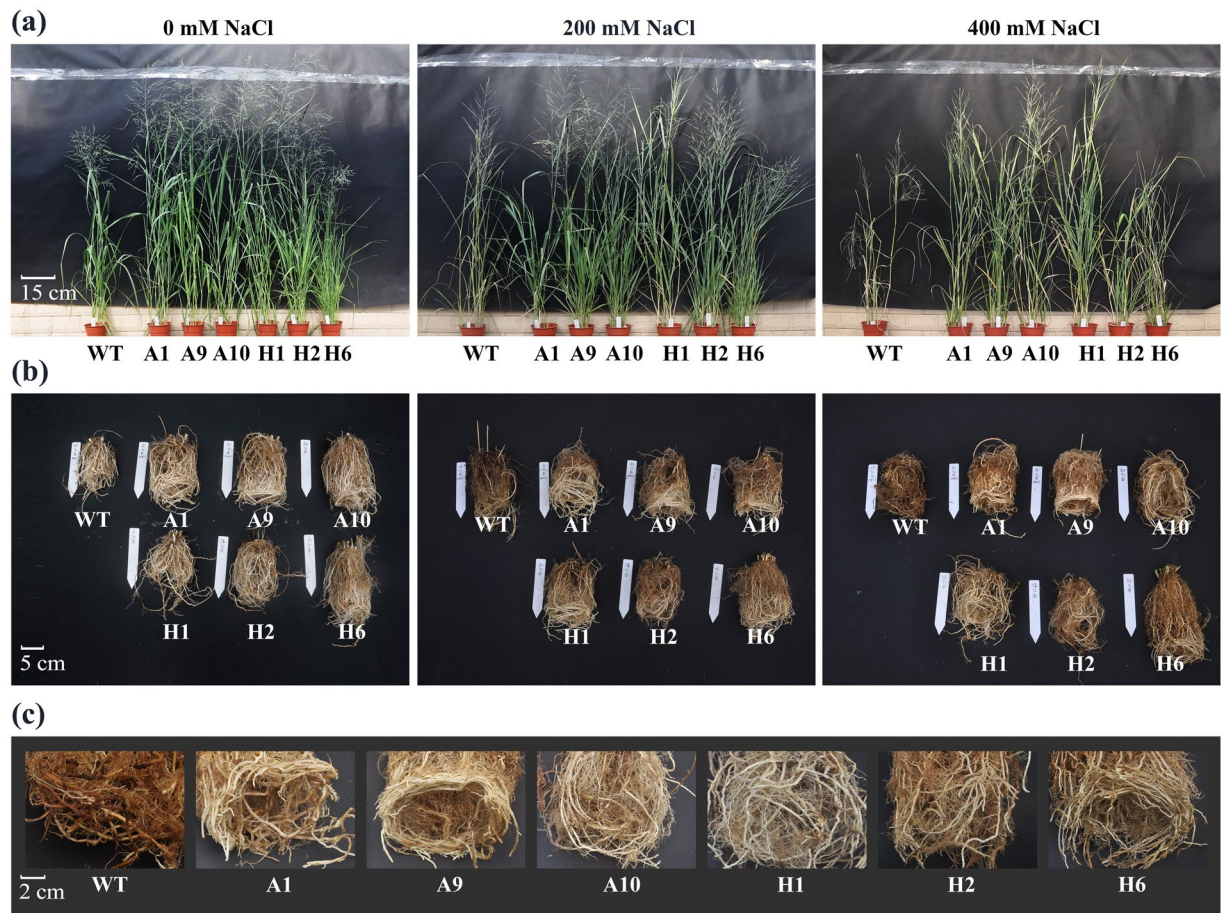 (a)
0 mM NaCl
200 mM NaCl
400 mM NaCl
15 cm
WT A1 A9 A10 H1 H2 H6
WT A1 A9 A10 H1 H2 H6
WT A1 A9 A10 H1 H2 H6
(b)
WT A1 A9 A10
H1 H2 H6
WT A1 A9 A10
H1 H2 H6
WT A1 A9 A10
H1 H2 H6
5 cm
(c)
WT A1 A9 A10 H1 H2 H6
2 cm